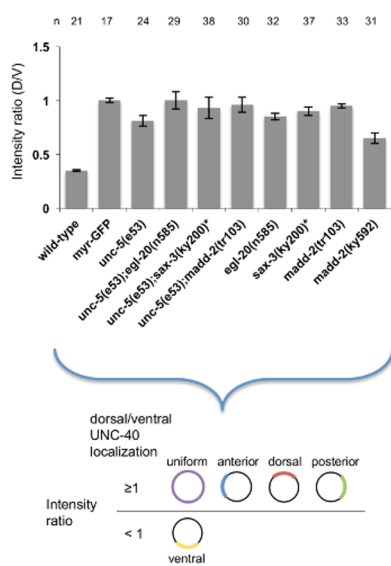 n 21 17 24 29 38 30 32 37 33 31
Intensity ratio (D/V)
1.5
1
0.5
0
wild-type
myr-GFP
unc-5(e53)
unc-5(e53);egl-20(n585)
unc-5(e53);sax-3(ky200)*
unc-5(e53);madd-2(tr103)
egl-20(n585)
sax-3(ky200)*
madd-2(tr103)
madd-2(ky592)
dorsal/ventral
UNC-40
localization
uniform anterior dorsal posterior
≥1
Intensity
ratio
< 1
ventral